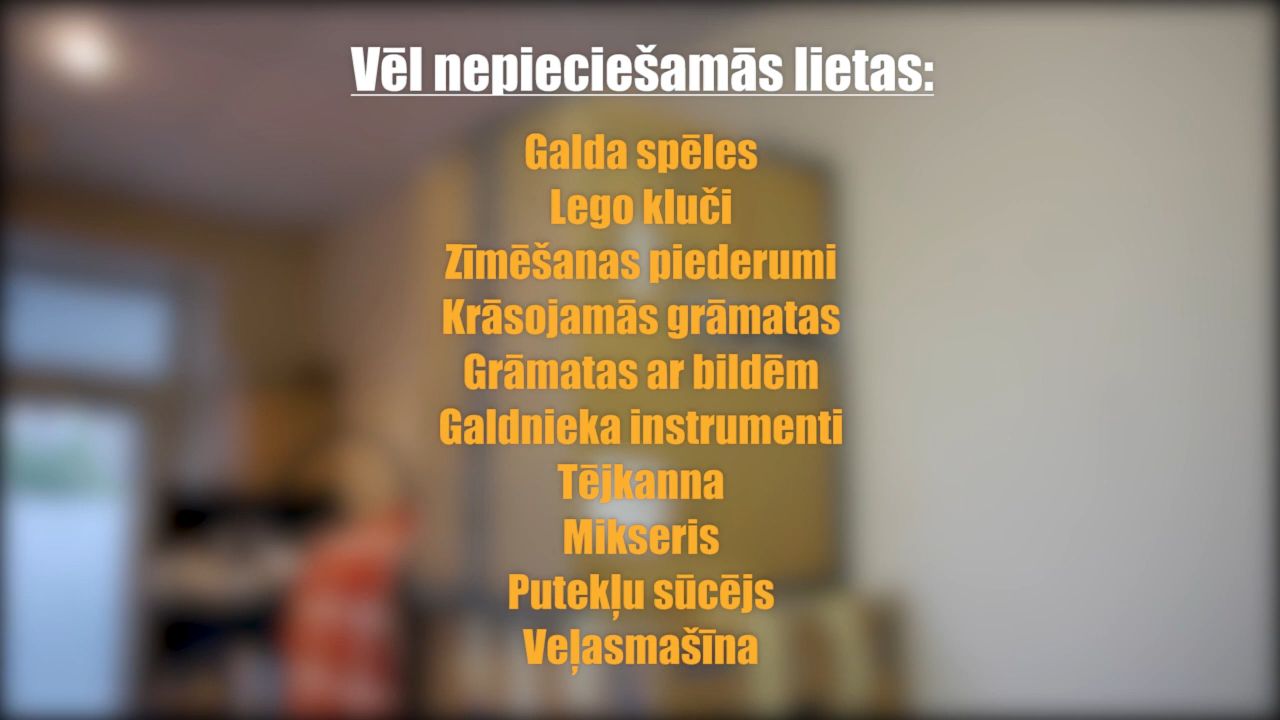 Vēl nepieciešamās lietas:
Galda spēles
Lego kluči
Zīmēšanas piederumi
Krāsojamās grāmatas
Grāmatas ar bildēm
Galdnieka instrumenti
Tējkanna
Mikseris
Putekļu sūcējs
Veļasmašīna